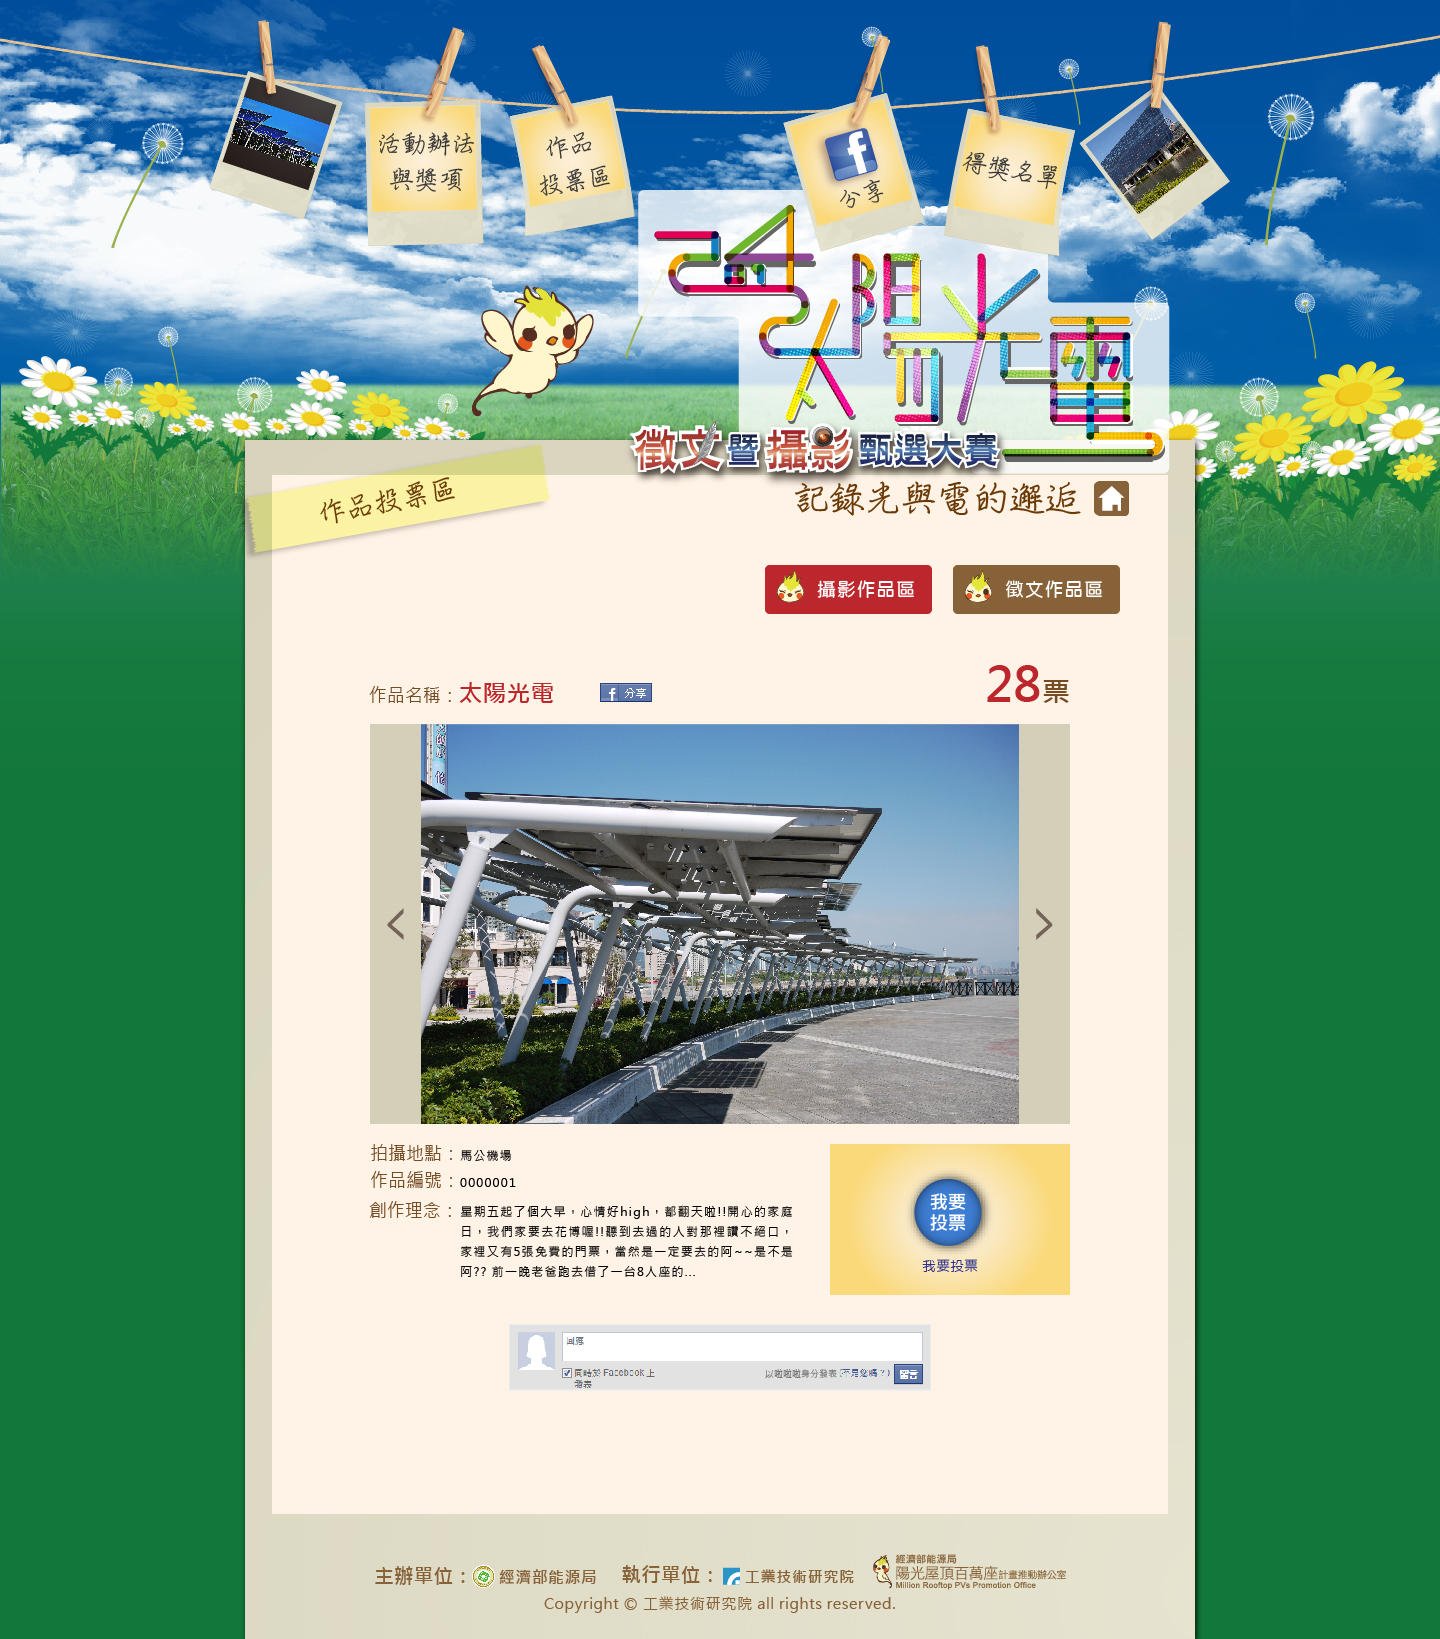 活動辦法
與獎項
作品
投票區
分享
得獎名單
陽光電
徵文暨攝影甄選大賽
作品投票區
記錄光與電的邂逅
攝影作品區
徵文作品區
作品名稱：太陽光電
分享
28票
拍攝地點：馬公機場
作品編號：0000001
創作理念：星期五起了個大早，心情好high，都翻天啦!!開心的家庭
日，我們家要去花博喔!!聽到去過的人對那裡讚不絕口，
家裡又有5張免費的門票，當然是一定要去的阿~~是不是
阿?? 前一晚老爸跑去借了一台8人座的...
我要
投票
我要投票
回應
同時於 Facebook 上
發表
以啦啦啦身分發表 (不是您嗎？)
留言
主辦單位：經濟部能源局
執行單位：工業技術研究院
經濟部能源局
陽光屋頂百萬座計畫推動辦公室
Million Rooftop PVs Promotion Office
Copyright © 工業技術研究院 all rights reserved.